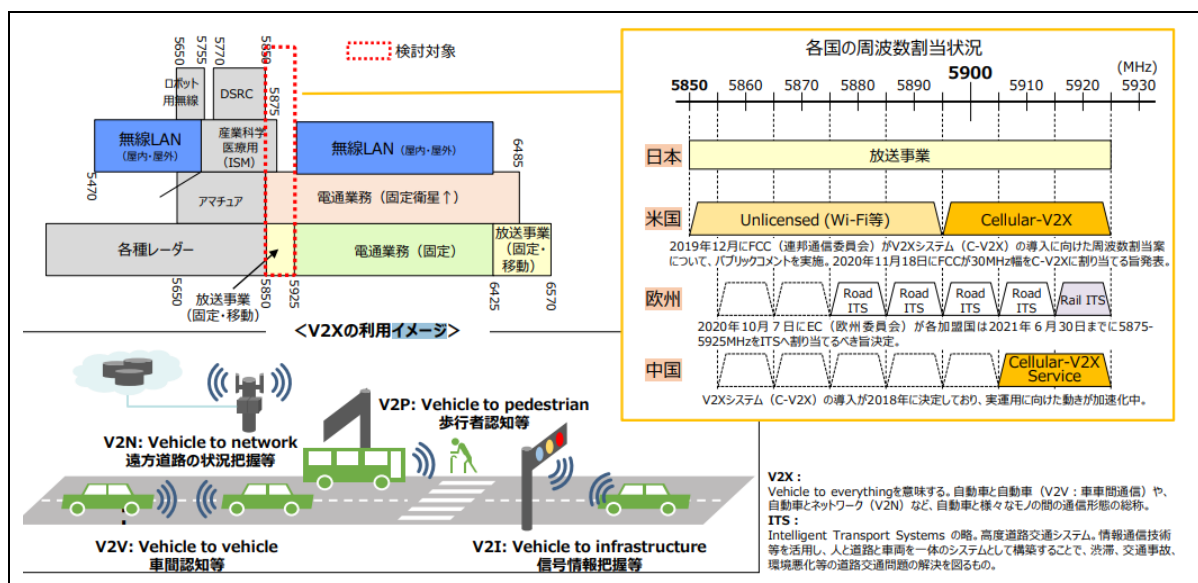 5650
5755
5770
5850
検討対象
ロボット
用無線
DSRC
5875
無線LAN
(屋内・屋外)
産業科学
医療用
(ISM)
無線LAN (屋内・屋外)
6485
5470
アマチュア
電通業務（固定衛星↑）
各種レーダー
電通業務（固定）
放送事業
(固定・
移動)
5650
5850
5925
6425
6570
放送事業
(固定・移動)
各国の周波数割当状況
5900
(MHz)
5850 5860 5870 5880 5890 5910 5920 5930
日本
放送事業
米国
Unlicensed (Wi-Fi等)
Cellular-V2X
2019年12月にFCC（連邦通信委員会）がV2Xシステム（C-V2X）の導入に向けた周波数割当案
について、パブリックコメントを実施。2020年11月18日にFCCが30MHz幅をC-V2Xに割り当てる旨発表。
欧州
Road
ITS
Road
ITS
Road
ITS
Road
ITS
Rail ITS
2020年10月７日にEC（欧州委員会）が各加盟国は2021年６月30日までに5875-
5925MHzをITSへ割り当てるべき旨決定。
中国
Cellular-V2X
Service
V2Xシステム（C-V2X）の導入が2018年に決定しており、実運用に向けた動きが加速化中。
＜V2Xの利用イメージ＞
V2P: Vehicle to pedestrian
歩行者認知等
V2N: Vehicle to network
遠方道路の状況把握等
V2V: Vehicle to vehicle
車間認知等
V2I: Vehicle to infrastructure
信号情報把握等
V2X：
Vehicle to everythingを意味する。自動車と自動車（V2V：車車間通信）や、
自動車とネットワーク（V2N）など、自動車と様々なモノの間の通信形態の総称。
ITS：
Intelligent Transport Systems の略。高度道路交通システム。情報通信技術
等を活用し、人と道路と車両を一体のシステムとして構築することで、渋滞、交通事故、
環境悪化等の道路交通問題の解決を図るもの。